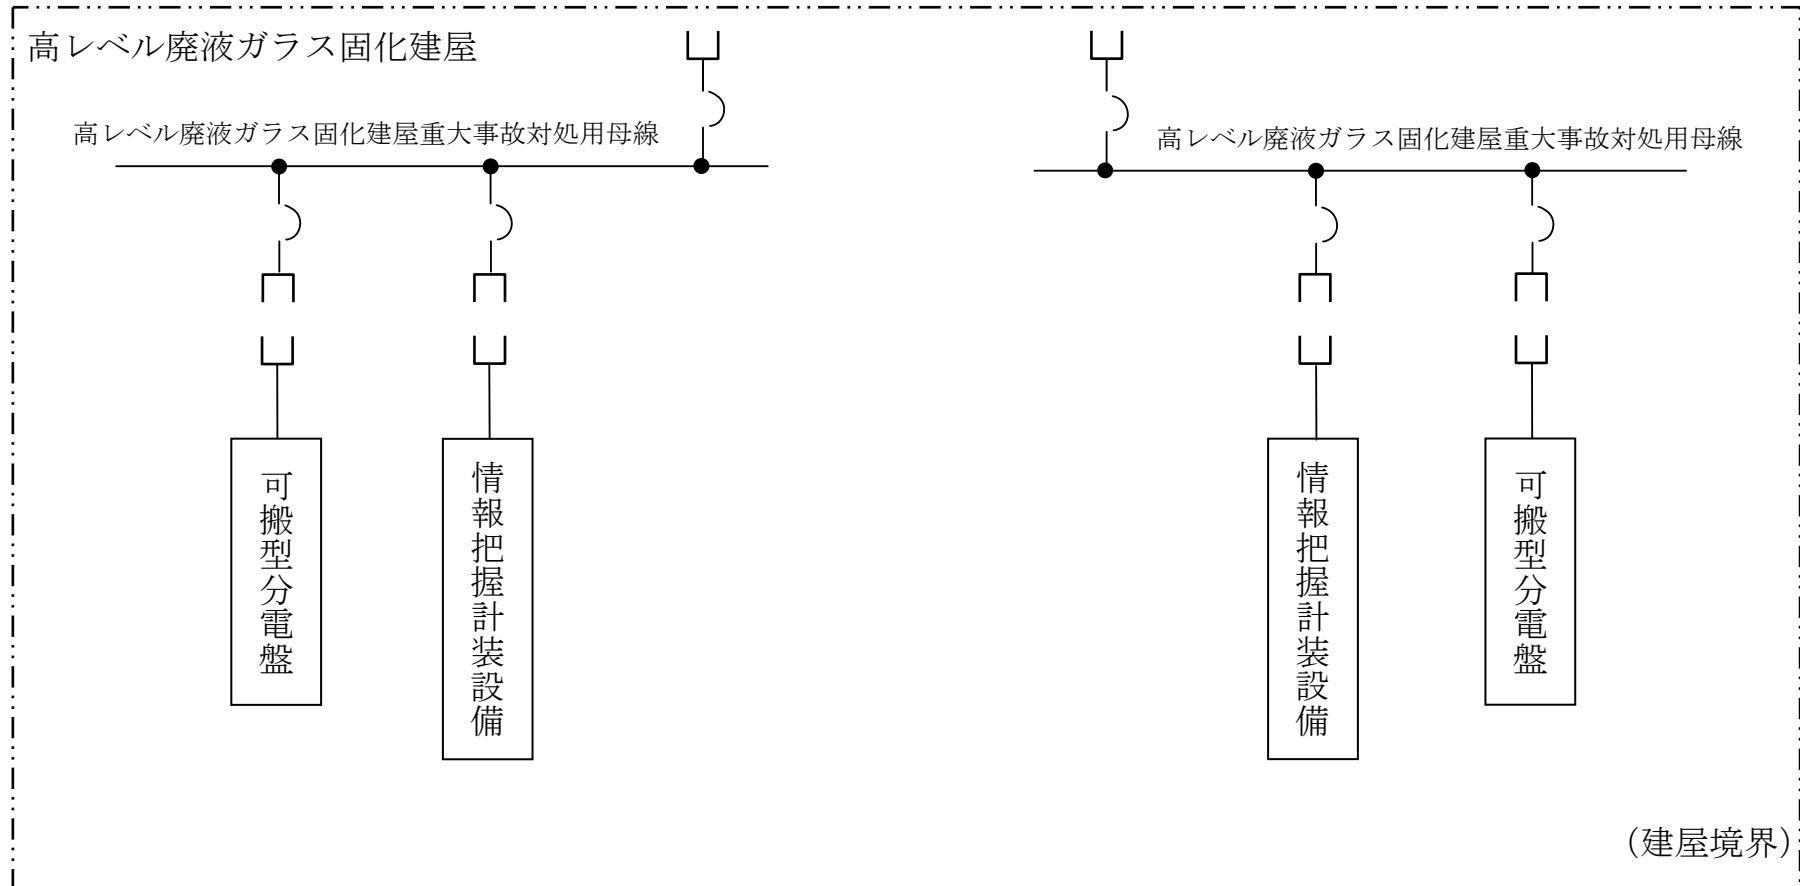 高レベル廃液ガラス固化建屋
高レベル廃液ガラス固化建屋重大事故対処用母線
高レベル廃液ガラス固化建屋重大事故対処用母線
可搬型分電盤
情報把握計装設備
情報把握計装設備
可搬型分電盤
（建屋境界）